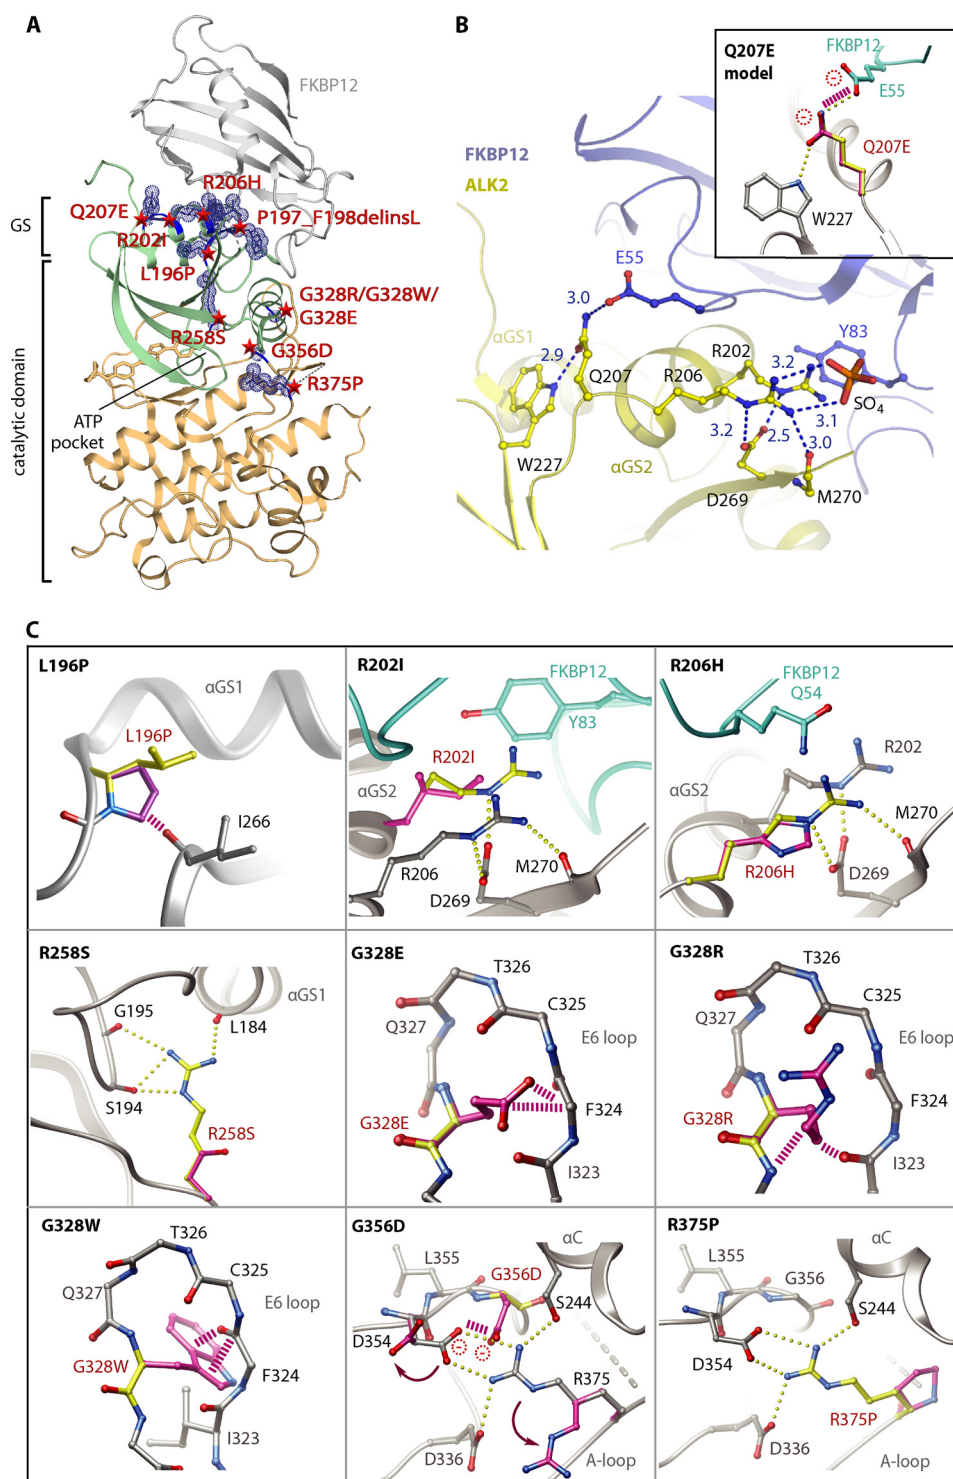 A
FKBP12
GS
R206H
Q207E
P197_F198delinsL
R202I
L196P
G328R/G328W/
G328E
R258S
G356D
R375P
ATP
pocket
catalytic domain
B
Q207E
model
FKBP12
E55
Q207E
W227
FKBP12
ALK2
E55
3.0
αGS1
2.9
Q207
R206
R202
3.2
Y83
SO4
3.2
2.5
3.1
3.0
W227
αGS2
D269
M270
C
L196P
αGS1
L196P
I266
R202I
FKBP12
Y83
R202I
αGS2
R206
M270
D269
R206H
FKBP12
Q54
R202
αGS2
M270
R206H
D269
R258S
αGS1
G195
L184
S194
R258S
G328E
T326
C325
Q327
E6 loop
F324
G328E
I323
G328R
T326
C325
Q327
E6 loop
F324
G328R
I323
G328W
T326
C325
Q327
E6 loop
G328W
F324
I323
G356D
αC
L355
G356D
S244
D354
R375
D336
A-loop
R375P
αC
L355
G356
S244
D354
R375P
D336
A-loop